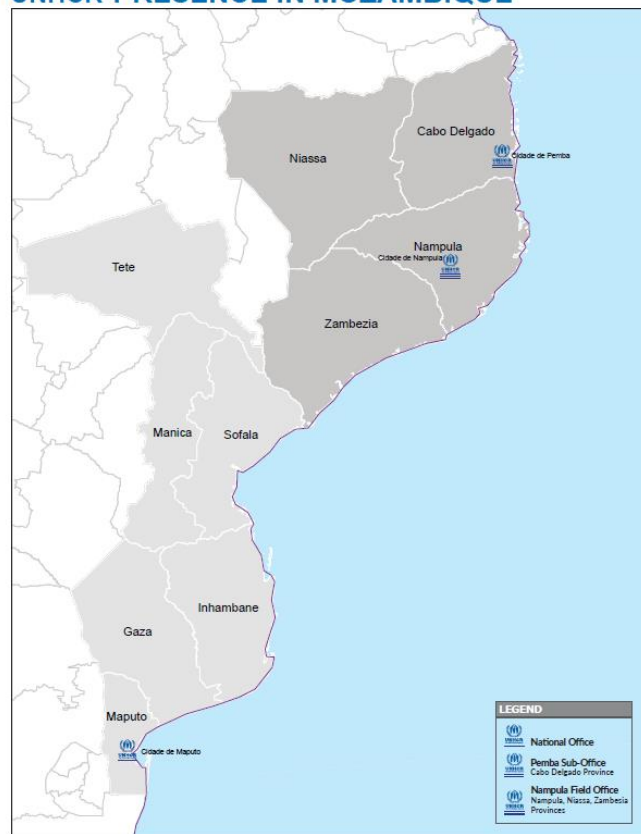 UNHCR PRESENCE IN MOZAMBIQUE
Cabo Delgado
Cidade de Pemba
Niassa
Nampula
Cidade de Nampula
Tete
Zambezia
Manica
Sofala
Inhambane
Gaza
Maputo
Cidade de Maputo
LEGEND
National Office
Pemba Sub-Office
Cabo Delgado Province
Nampula Field Office
Nampula, Niassa, Zambesia
Provinces